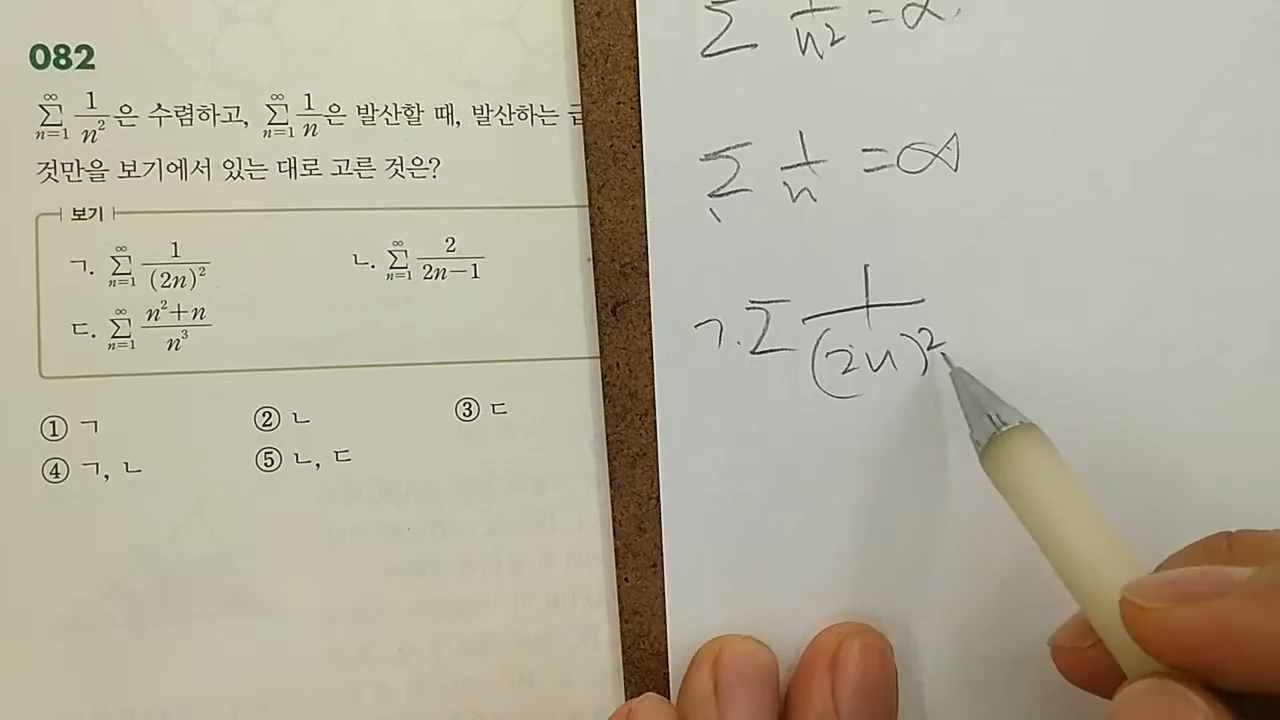 082
∞ ∑ n=1 1/n² 은 수렴하고, ∞ ∑ n=1 1/n 은 발산할 때, 발산하는
것만을 보기에서 있는 대로 고른 것은?
보기
ㄱ. ∞ ∑ n=1 1/(2n)² ㄴ. ∞ ∑ n=1 2/(2n-1)
ㄷ. ∞ ∑ n=1 (n²+n)/n³
① ㄱ ② ㄴ ③ ㄷ
④ ㄱ, ㄴ ⑤ ㄴ, ㄷ
∑ 1/n² = α
∑ 1/n = ∞
ㄱ. ∑ 1/(2n)²